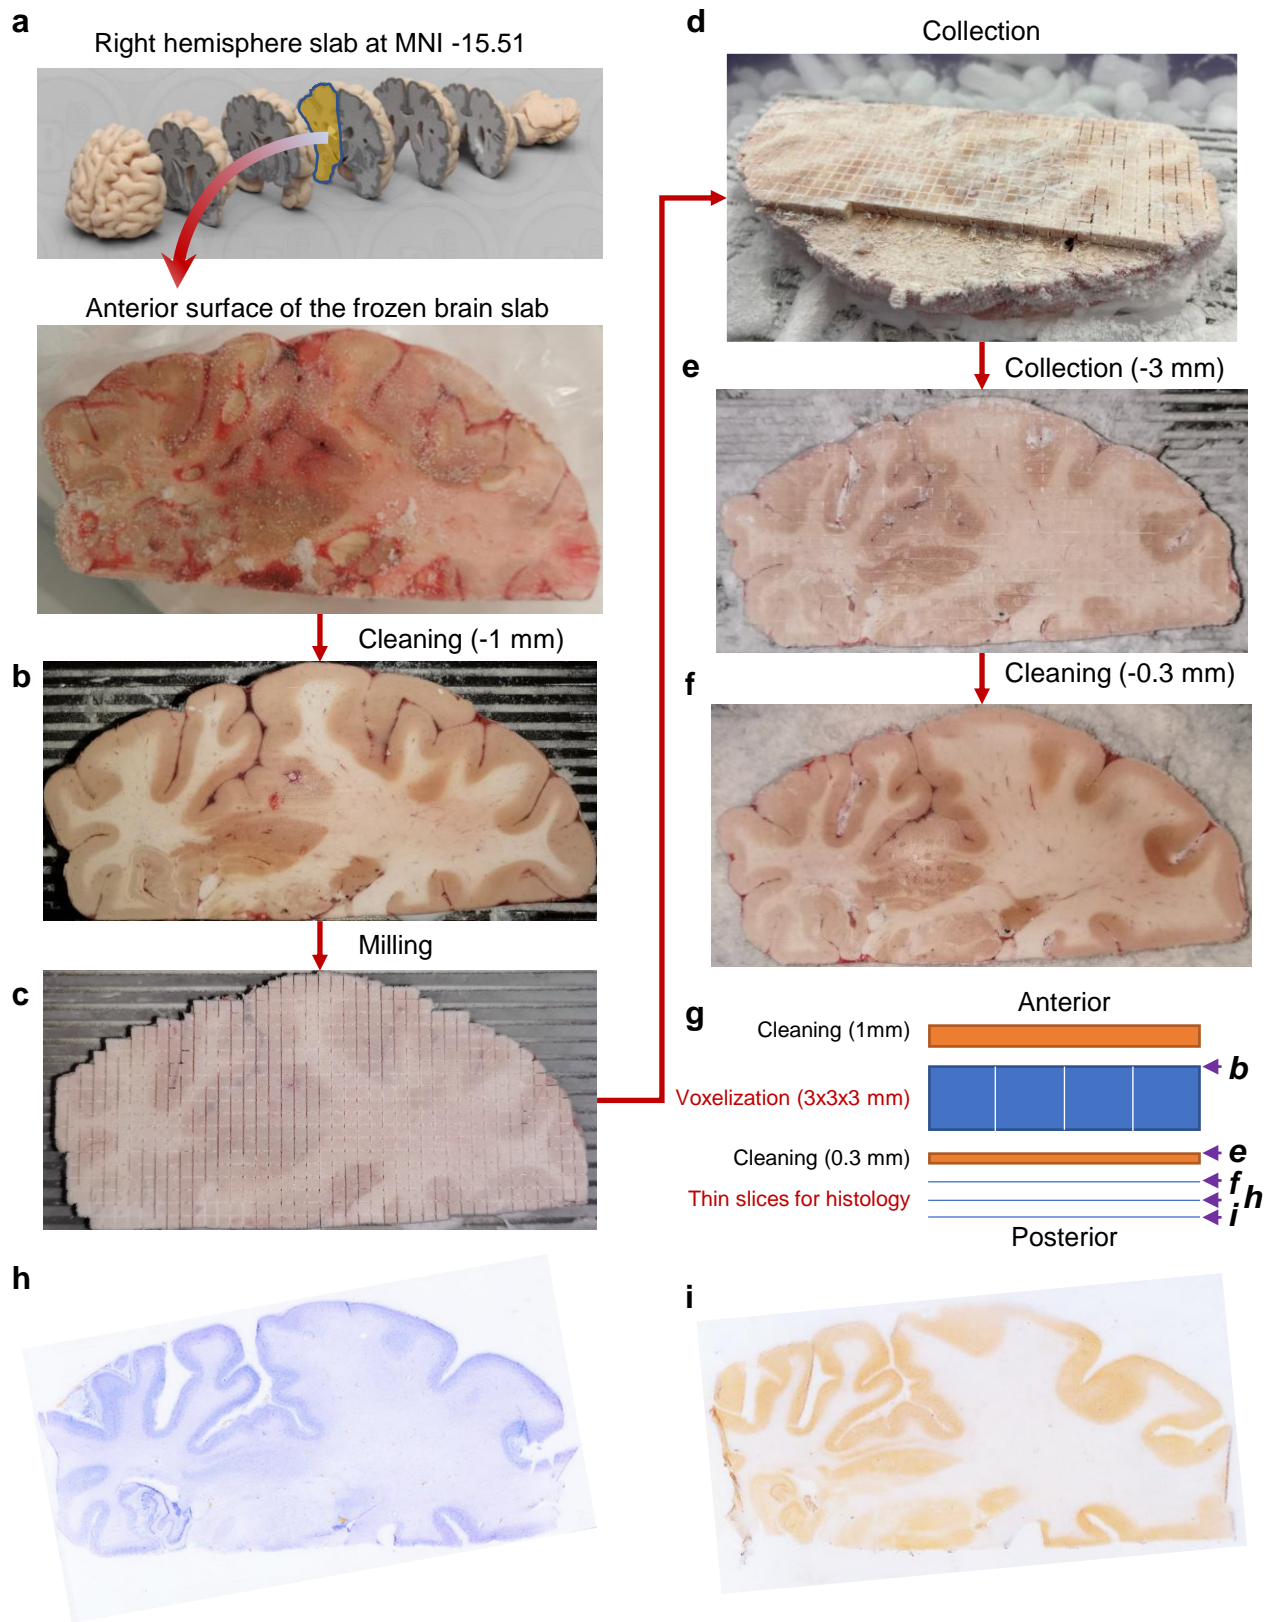 a
Right hemisphere slab at MNI -15.51
Anterior surface of the frozen brain slab
Cleaning (-1 mm)
b
Milling
c
d
Collection
e
Collection (-3 mm)
f
Cleaning (-0.3 mm)
g
Anterior
Cleaning (1mm)
b
Voxelization (3x3x3 mm)
Cleaning (0.3 mm)
e
f
Thin slices for histology
h
i
Posterior
h
i